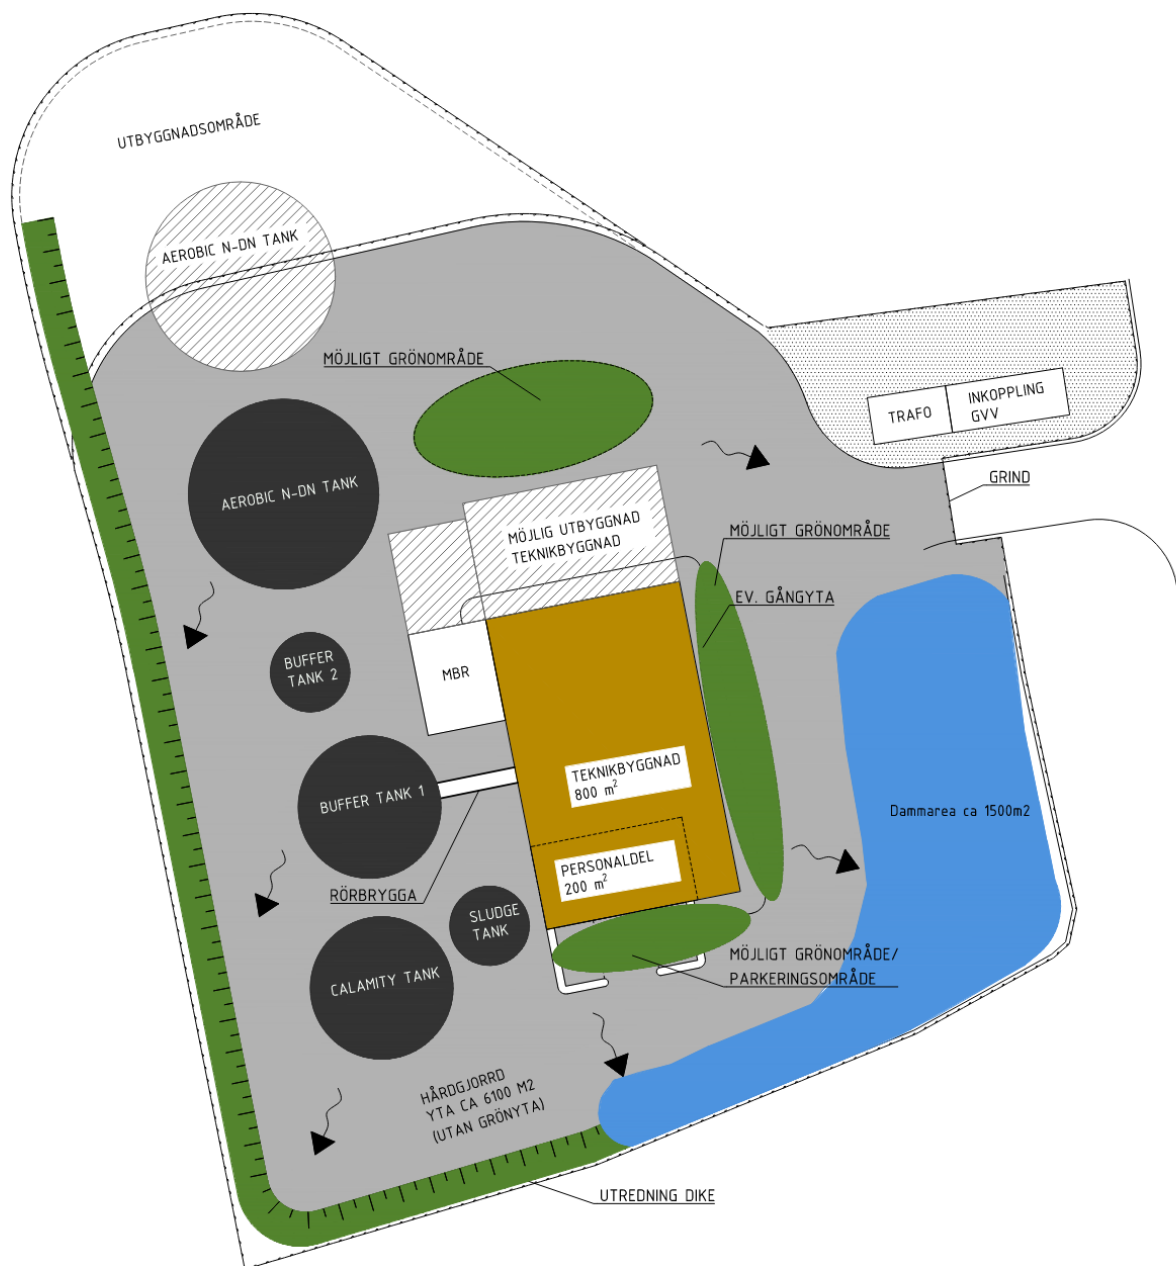 UTBYGGNADSOMRÅDE
AEROBIC N-DN TANK
MÖJLIGT GRÖNOMRÅDE
TRAFO
INKOPPLING
GVV
GRIND
AEROBIC N-DN TANK
MÖJLIG UTBYGGNAD
TEKNIKBYGGNAD
MÖJLIGT GRÖNOMRÅDE
EV. GÅNGYTA
BUFFER
TANK 2
MBR
TEKNIKBYGGNAD
800 m²
BUFFER TANK 1
Dammarea ca 1500m2
PERSONALDEL
200 m²
RÖRBRYGGA
SLUDGE
TANK
MÖJLIGT GRÖNOMRÅDE/
PARKERINGSOMRÅDE
CALAMITY TANK
HÅRDGJORRD
YTA CA 6100 M2
(UTAN GRÖNYTA)
UTREDNING DIKE